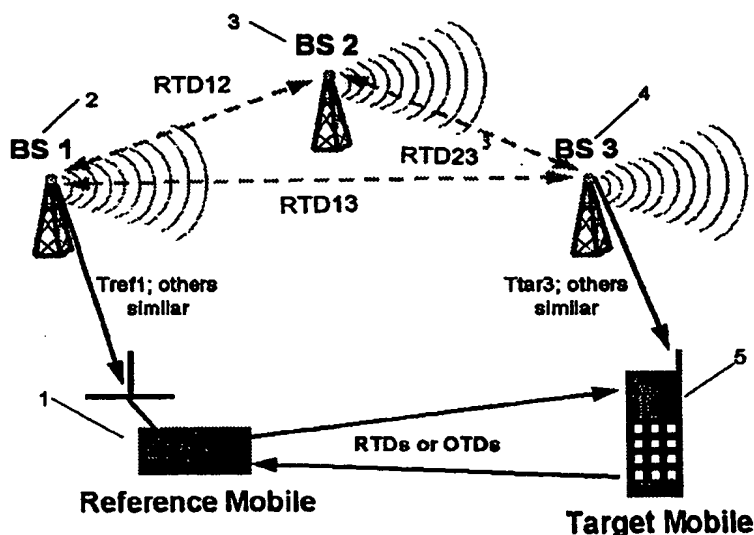 3
BS 2
RTD12
2
BS 1
4
BS 3
3
RTD23
RTD13
Tref1; others
similar
Ttar3; others
similar
5
1
RTDs or OTDs
Reference Mobile
Target Mobile